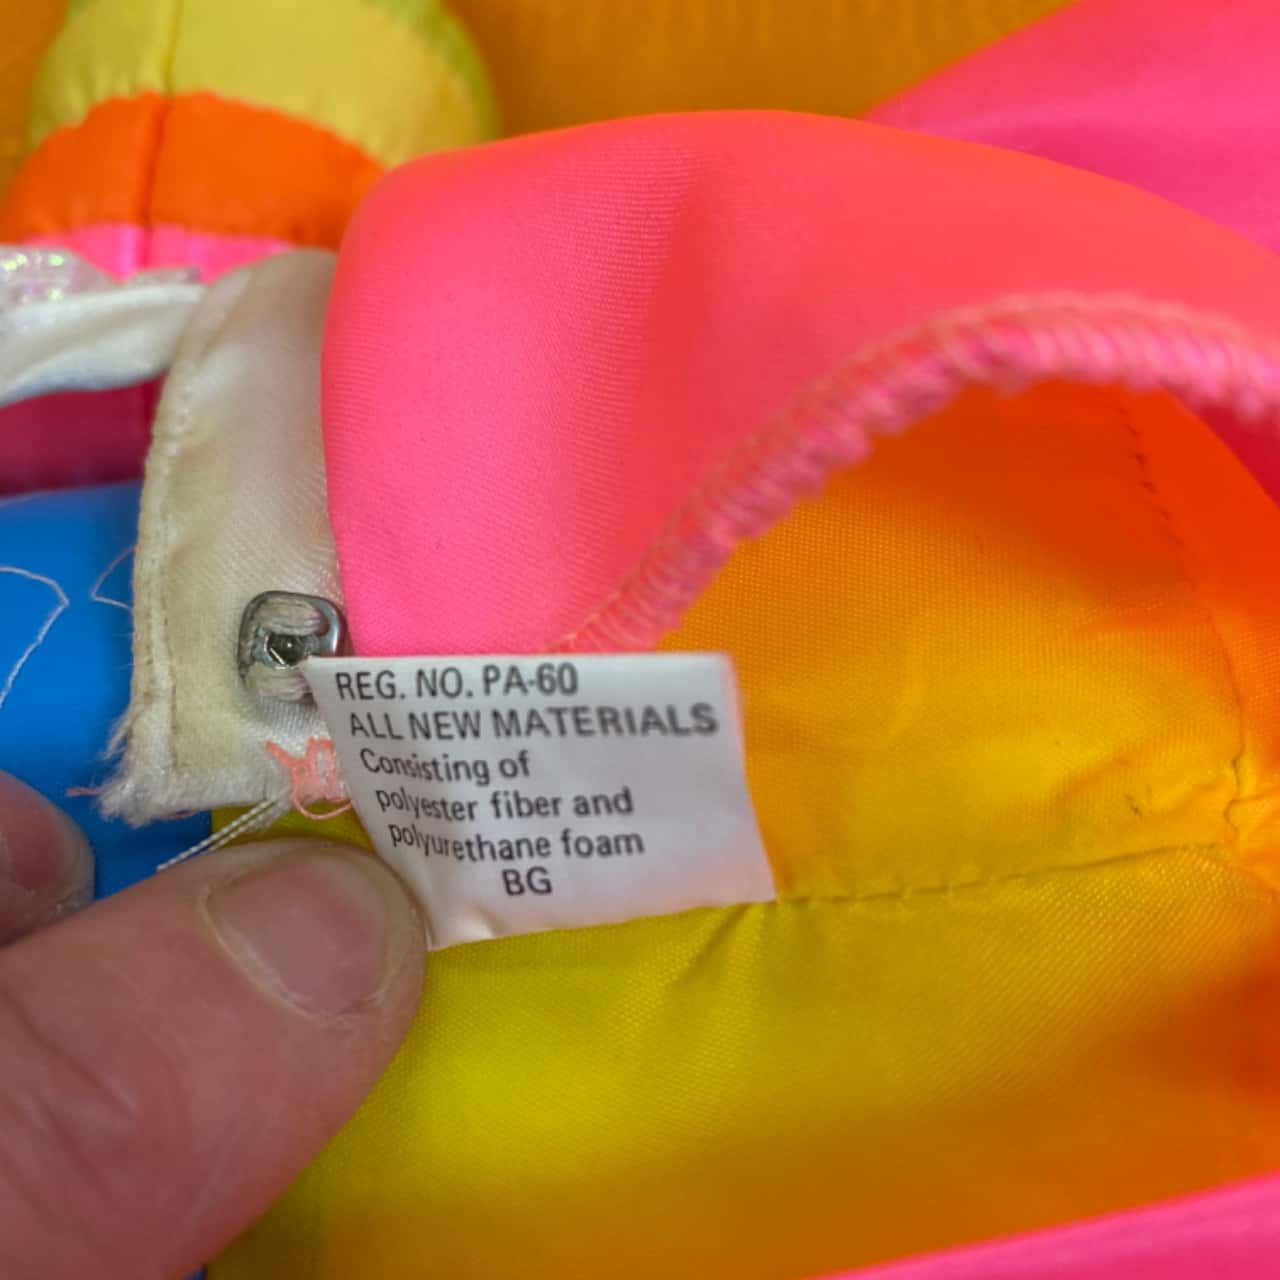 REG. NO. PA-60
ALL NEW MATERIALS
Consisting of
polyester fiber and
polyurethane foam
BG